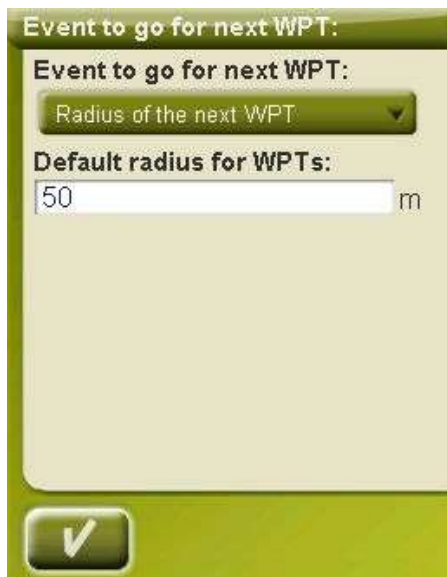 Event to go for next WPT:
Event to go for next WPT:
Radius of the next WPT
Default radius for WPTs:
50 m